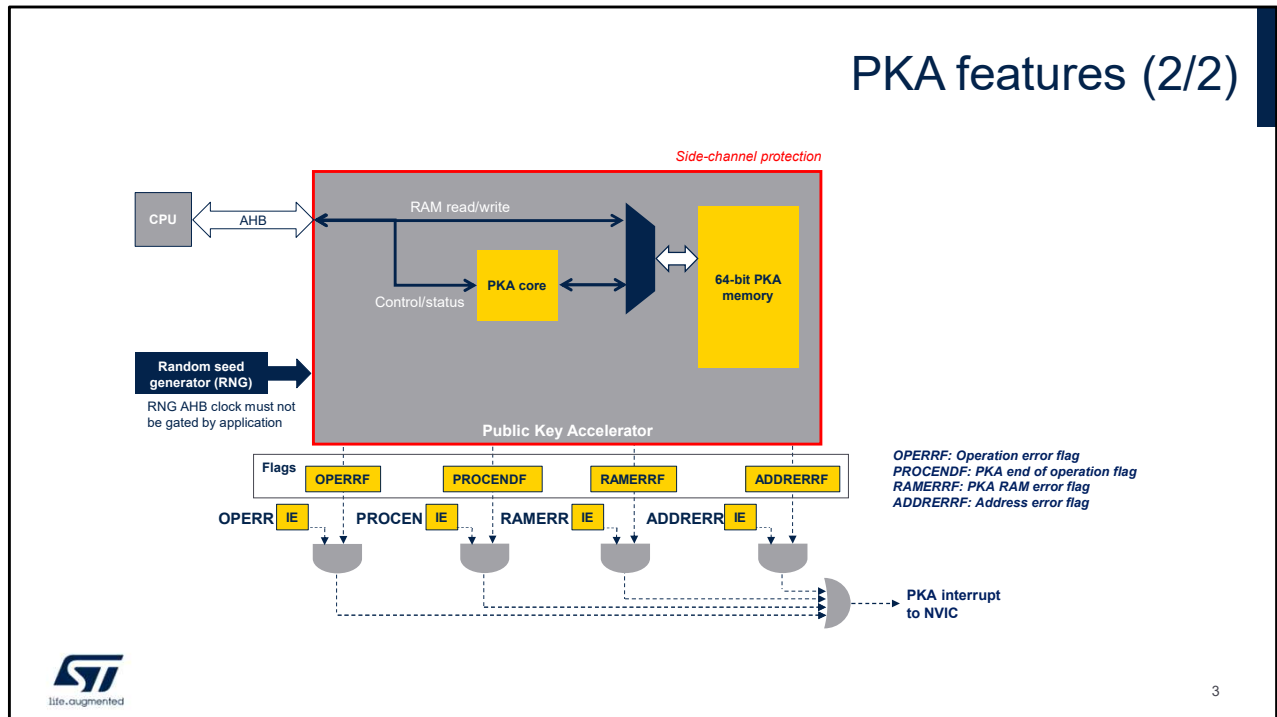 PKA features (2/2)
Side-channel protection
CPU
AHB
RAM read/write
PKA core
64-bit PKA
memory
Control/status
Random seed
generator (RNG)
RNG AHB clock must not
be gated by application
Public Key Accelerator
Flags
OPERRF
PROCENDF
RAMERRF
ADDRERRF
OPERRF: Operation error flag
PROCENDF: PKA end of operation flag
RAMERRF: PKA RAM error flag
ADDRERRF: Address error flag
OPERR IE
PROCEN IE
RAMERR IE
ADDRERR IE
PKA interrupt
to NVIC
ST
life.augmented
3